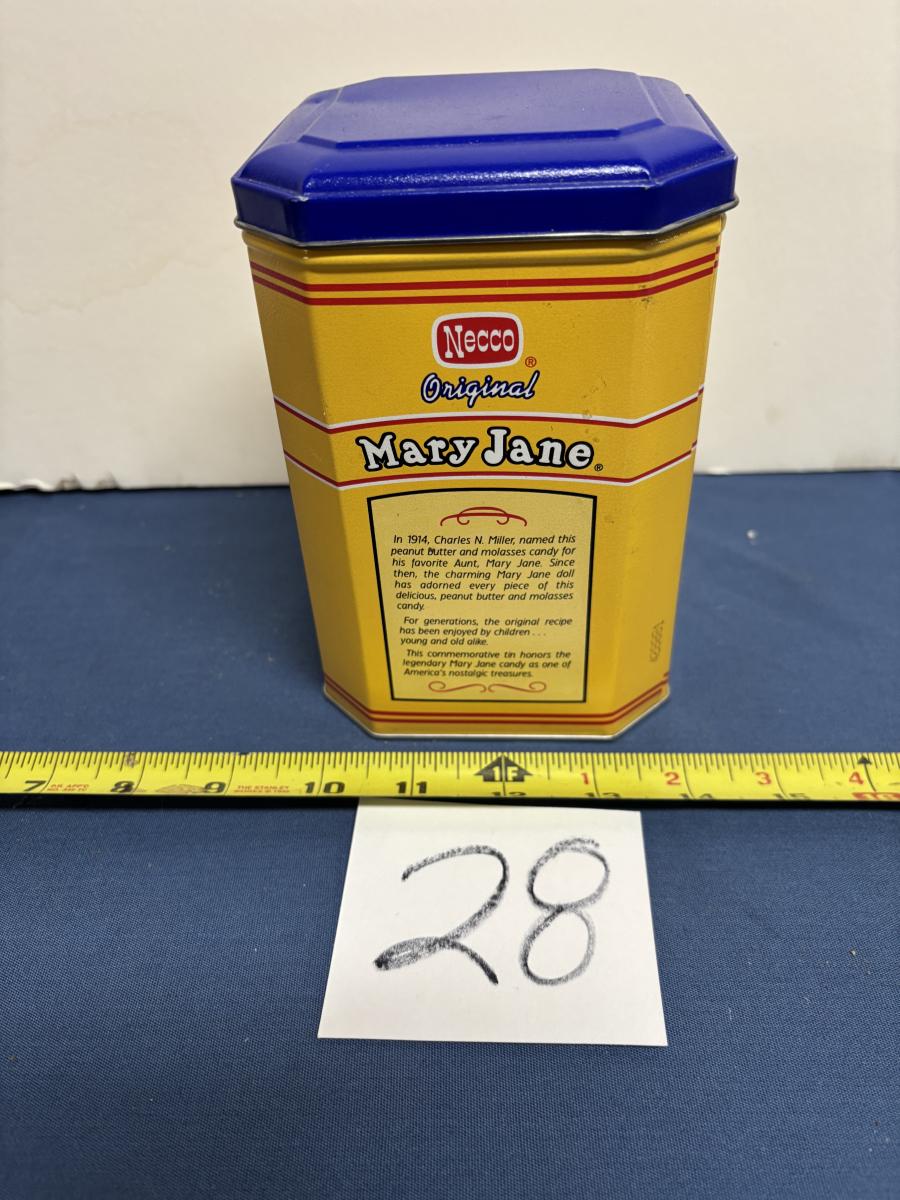 Necco
®
Original
Mary Jane®
In 1914, Charles N. Miller, named this
peanut butter and molasses candy for
his favorite Aunt, Mary Jane. Since
then, the charming Mary Jane doll
has adorned every piece of this
delicious, peanut butter and molasses
candy.
For generations, the original recipe
has been enjoyed by children . . .
young and old alike.
This commemorative tin honors the
legendary Mary Jane candy as one of
America's nostalgic treasures.
7 8 9 10 11 1F 1 2 3 4
THE STANLEY
28